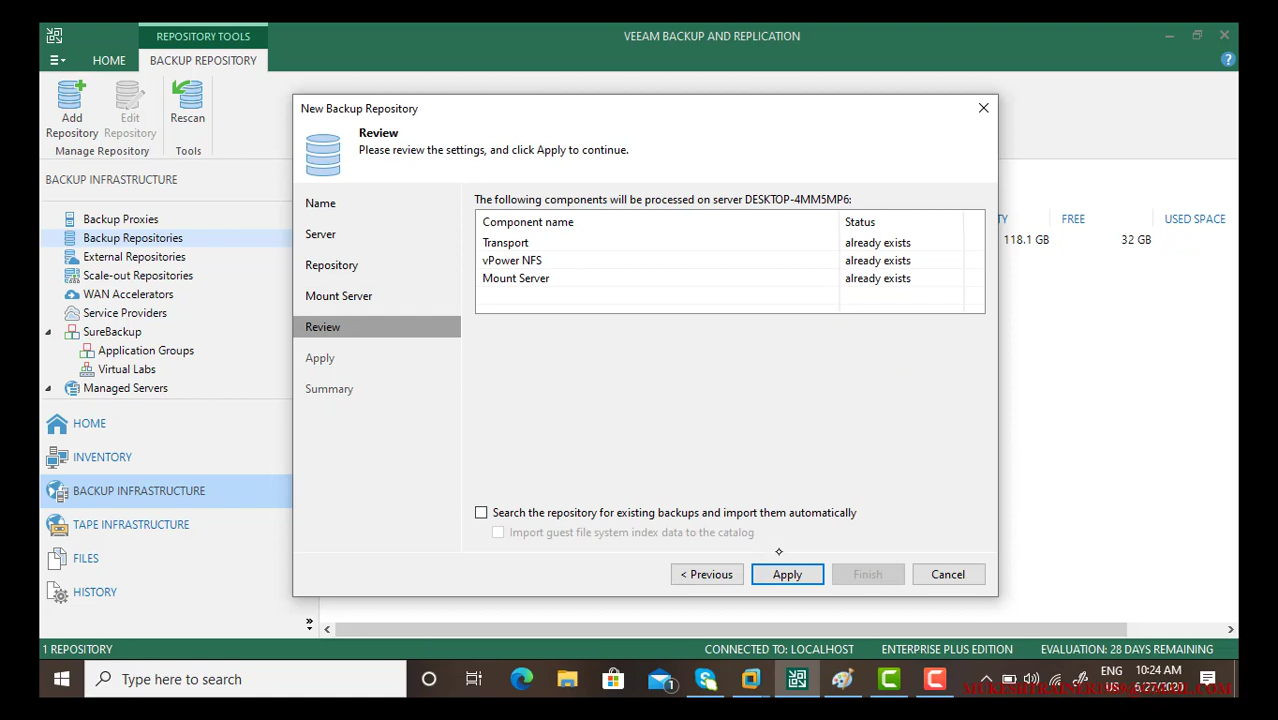 REPOSITORY TOOLS
VEEAM BACKUP AND REPLICATION
HOME
BACKUP REPOSITORY
Add Repository
Edit Repository
Rescan
Manage Repository
Tools
BACKUP INFRASTRUCTURE
Backup Proxies
Backup Repositories
External Repositories
Scale-out Repositories
WAN Accelerators
Service Providers
SureBackup
Application Groups
Virtual Labs
Managed Servers
HOME
INVENTORY
BACKUP INFRASTRUCTURE
TAPE INFRASTRUCTURE
FILES
HISTORY
New Backup Repository
Review
Please review the settings, and click Apply to continue.
Name
Server
Repository
Mount Server
Review
Apply
Summary
The following components will be processed on server DESKTOP-4MM5MP6:
Component name Status
Transport already exists
vPower NFS already exists
Mount Server already exists
Search the repository for existing backups and import them automatically
Import guest file system index data to the catalog
< Previous Apply Finish Cancel
TY FREE USED SPACE
118.1 GB 32 GB
1 REPOSITORY
CONNECTED TO: LOCALHOST
ENTERPRISE PLUS EDITION
EVALUATION: 28 DAYS REMAINING
Type here to search
1
ENG
US
10:24 AM
6/27/2020